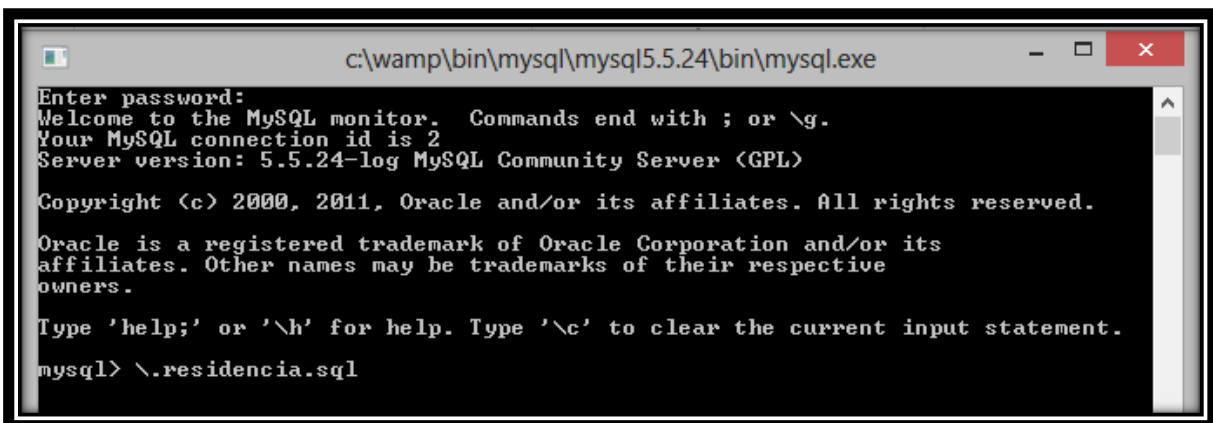 c:\wamp\bin\mysql\mysql5.5.24\bin\mysql.exe
Enter password:
Welcome to the MySQL monitor.  Commands end with ; or \g.
Your MySQL connection id is 2
Server version: 5.5.24-log MySQL Community Server (GPL)
Copyright (c) 2000, 2011, Oracle and/or its affiliates. All rights reserved.
Oracle is a registered trademark of Oracle Corporation and/or its
affiliates. Other names may be trademarks of their respective
owners.
Type 'help;' or '\h' for help. Type '\c' to clear the current input statement.
mysql> \.residencia.sql